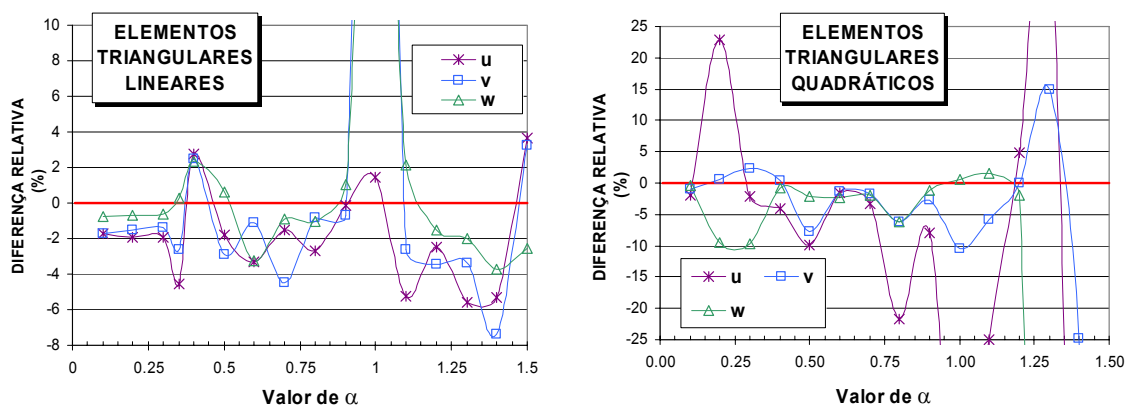 ELEMENTOS
TRIANGULARES
LINEARES
u
v
w
DIFERENÇA RELATIVA
(%)
10
8
6
4
2
0
-2
-4
-6
-8
0
0.25
0.5
0.75
1
1.25
1.5
Valor de α
ELEMENTOS
TRIANGULARES
QUADRÁTICOS
u v
w
DIFERENÇA RELATIVA
(%)
25
20
15
10
5
0
-5
-10
-15
-20
-25
0.00
0.25
0.50
0.75
1.00
1.25
1.50
Valor de α